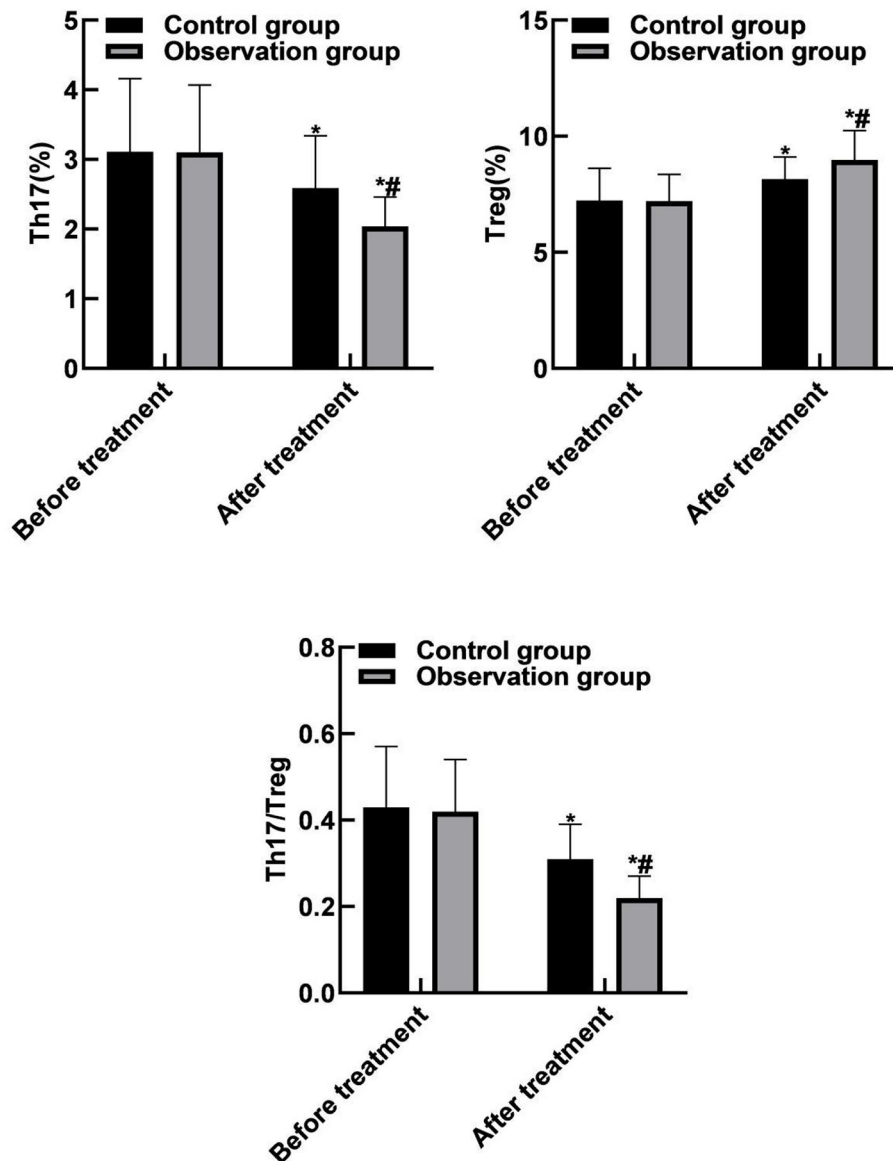 Control group
Observation group
Th17(%)
5
4
3
2
1
0
*
*#
Before treatment
After treatment
Control group
Observation group
Treg(%)
15
10
5
0
*
*#
Before treatment
After treatment
Control group
Observation group
Th17/Treg
0.8
0.6
0.4
0.2
0.0
*
*#
Before treatment
After treatment